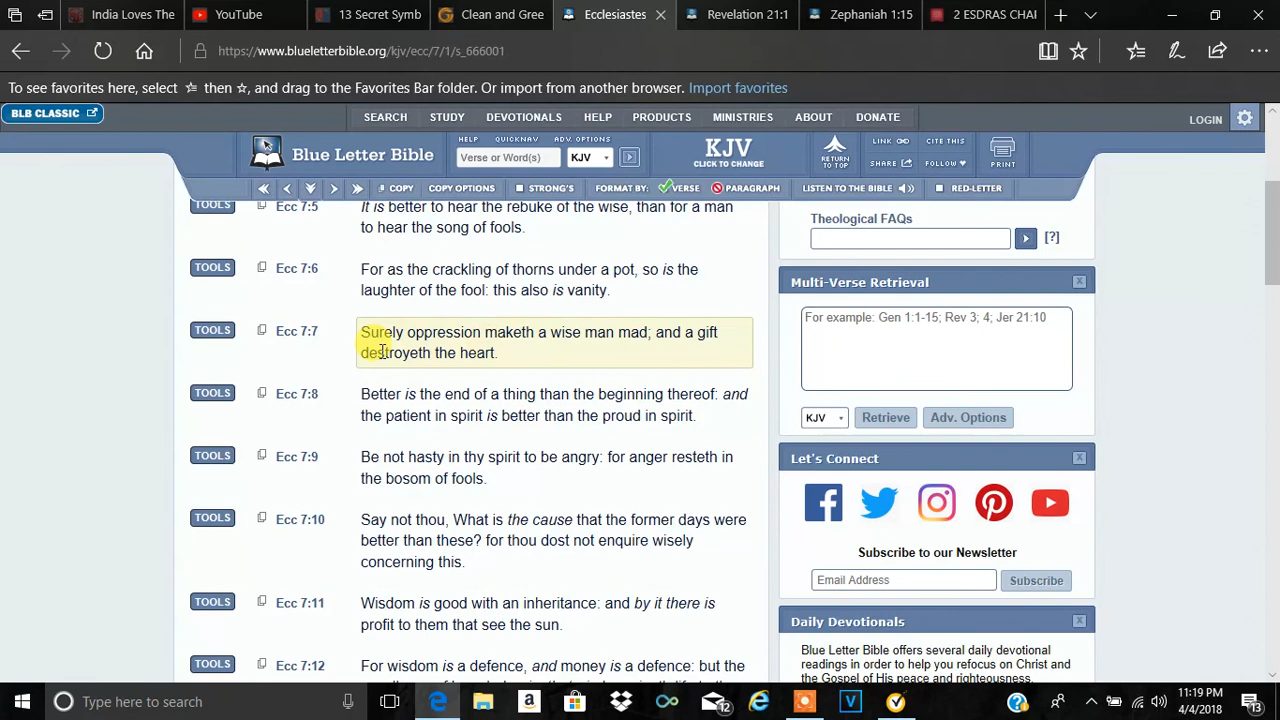 India Loves The
YouTube
13 Secret Symb
Clean and Gree
Ecclesiastes
Revelation 21:1
Zephaniah 1:15
2 ESDRAS CHAI
https://www.blueletterbible.org/kjv/ecc/7/1/s_666001
To see favorites here, select ☆ then ☆, and drag to the Favorites Bar folder. Or import from another browser. Import favorites
BLB CLASSIC
SEARCH STUDY DEVOTIONALS HELP PRODUCTS MINISTRIES ABOUT DONATE
LOGIN
Blue Letter Bible
HELP QUICKNAV ADV. OPTIONS
Verse or Word(s)
KJV
KJV
CLICK TO CHANGE
RETURN
TO TOP
LINK CITE THIS
SHARE FOLLOW
PRINT
COPY COPY OPTIONS STRONG'S FORMAT BY: VERSE PARAGRAPH LISTEN TO THE BIBLE RED-LETTER
TOOLS Ecc 7:5 It is better to hear the rebuke of the wise, than for a man
to hear the song of fools.
TOOLS Ecc 7:6 For as the crackling of thorns under a pot, so is the
laughter of the fool: this also is vanity.
TOOLS Ecc 7:7 Surely oppression maketh a wise man mad; and a gift
destroyeth the heart.
TOOLS Ecc 7:8 Better is the end of a thing than the beginning thereof: and
the patient in spirit is better than the proud in spirit.
TOOLS Ecc 7:9 Be not hasty in thy spirit to be angry: for anger resteth in
the bosom of fools.
TOOLS Ecc 7:10 Say not thou, What is the cause that the former days were
better than these? for thou dost not enquire wisely
concerning this.
TOOLS Ecc 7:11 Wisdom is good with an inheritance: and by it there is
profit to them that see the sun.
TOOLS Ecc 7:12 For wisdom is a defence, and money is a defence: but the
Theological FAQs
[?]
Multi-Verse Retrieval
For example: Gen 1:1-15; Rev 3; 4; Jer 21:10
KJV Retrieve Adv. Options
Let's Connect
Subscribe to our Newsletter
Email Address Subscribe
Daily Devotionals
Blue Letter Bible offers several daily devotional
readings in order to help you refocus on Christ and
the Gospel of His peace and righteousness.
Type here to search
12
11:19 PM
4/4/2018
13